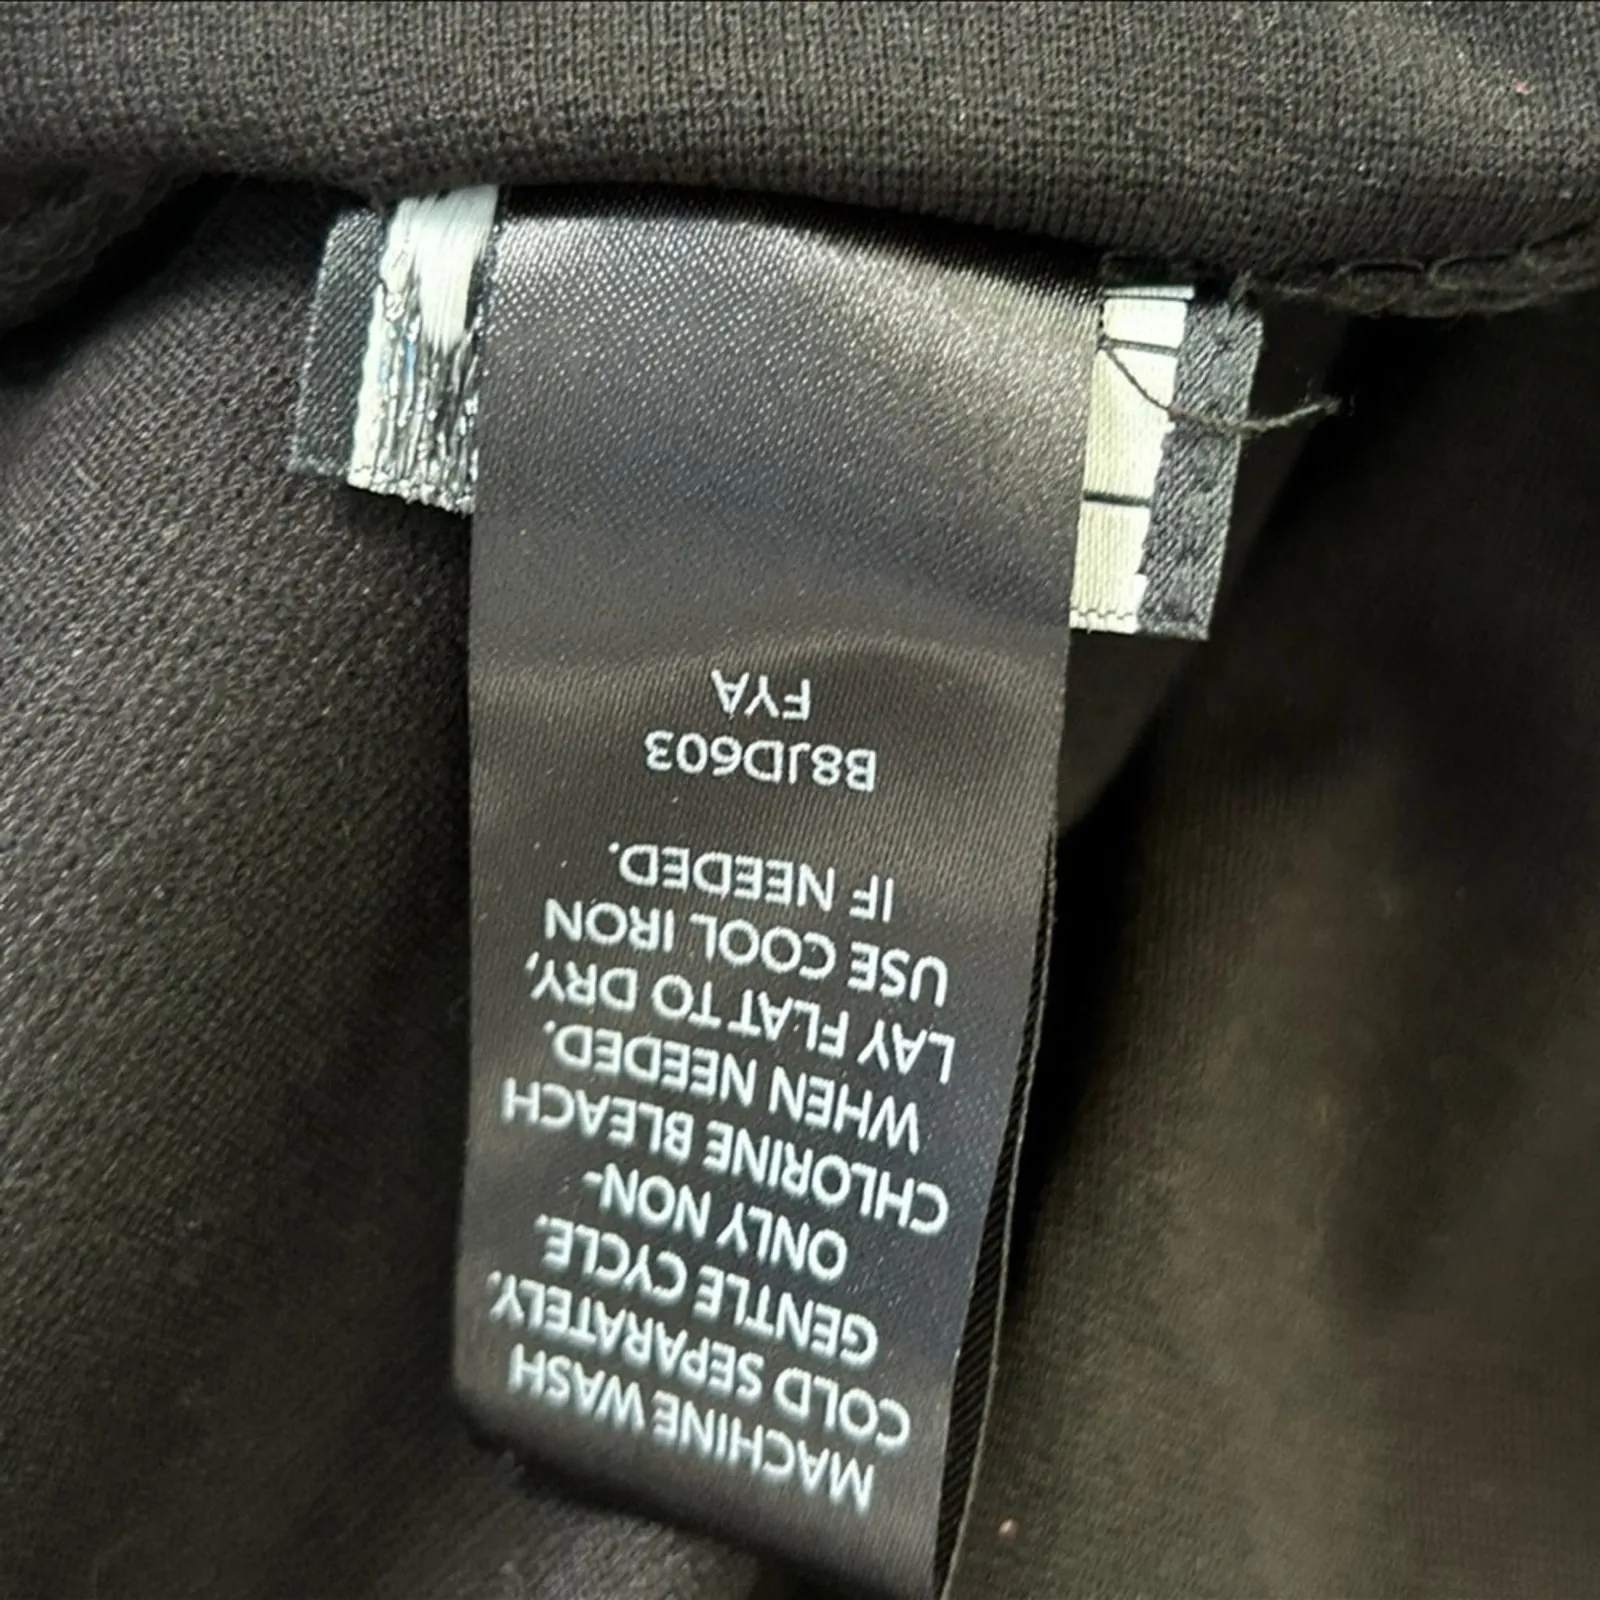 MACHINE WASH
COLD SEPARATELY.
GENTLE CYCLE.
ONLY NON-
CHLORINE BLEACH
WHEN NEEDED.
LAY FLAT TO DRY,
USE COOL IRON
IF NEEDED.
B8JD603
FYA